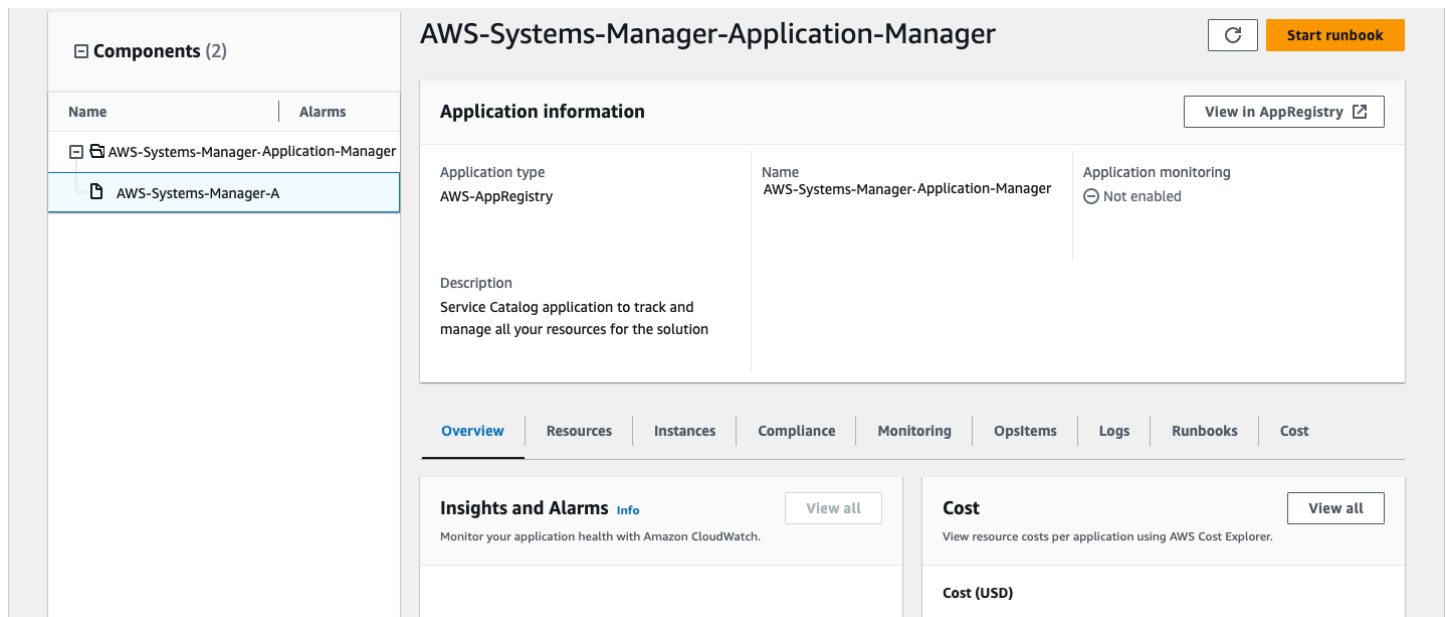 Components (2)
Name Alarms
AWS-Systems-Manager-Application-Manager
AWS-Systems-Manager-A
AWS-Systems-Manager-Application-Manager
Start runbook
Application information
View in AppRegistry
Application type
AWS-AppRegistry
Name
AWS-Systems-Manager-Application-Manager
Application monitoring
Not enabled
Description
Service Catalog application to track and
manage all your resources for the solution
Overview Resources Instances Compliance Monitoring OpsItems Logs Runbooks Cost
Insights and Alarms Info
View all
Monitor your application health with Amazon CloudWatch.
Cost
View all
View resource costs per application using AWS Cost Explorer.
Cost (USD)